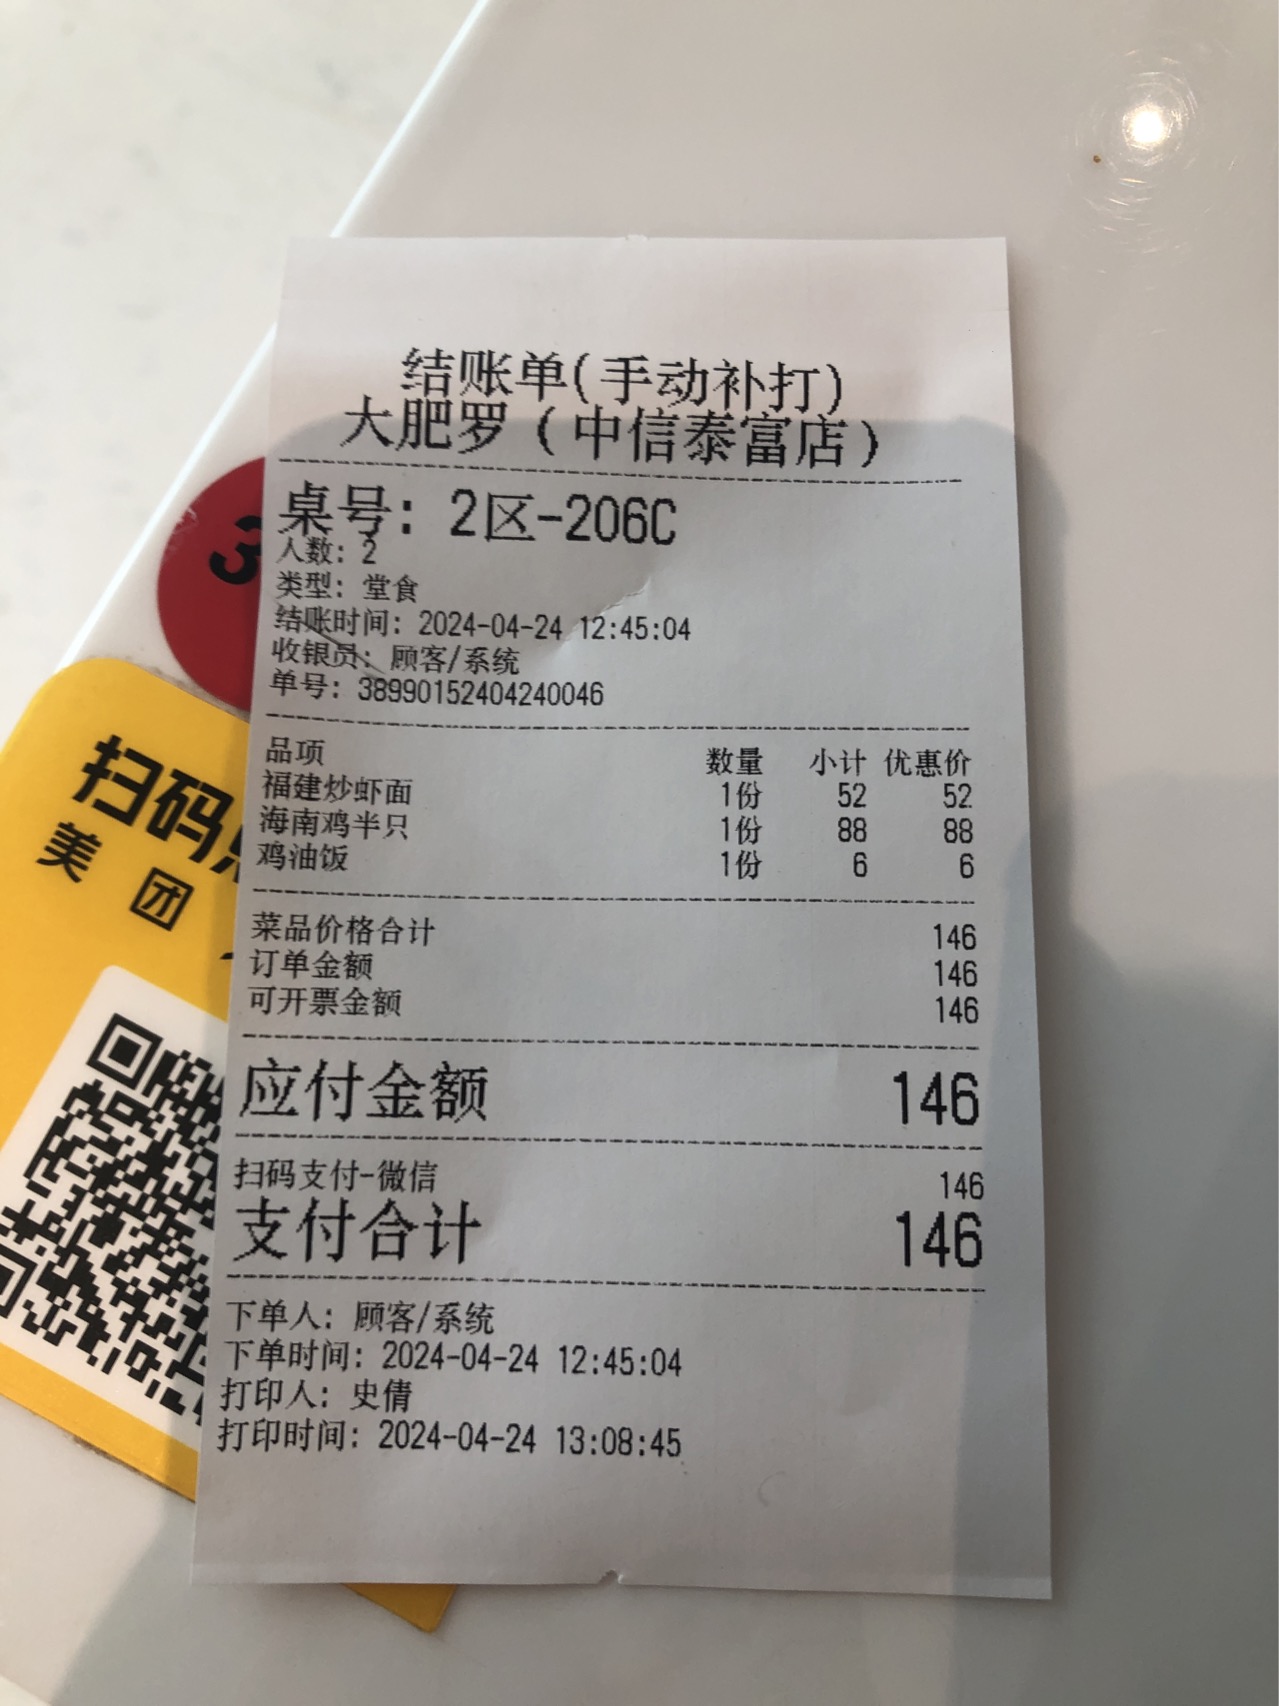 结账单(手动补打)
大肥罗（中信泰富店）
桌号：2区-206C
人数：2
类型：堂食
结账时间：2024-04-24 12:45:04
收银员：顾客/系统
单号：38990152404240046
品项 数量 小计 优惠价
福建炒虾面 1份 52 52
海南鸡半只 1份 88 88
鸡油饭 1份 6 6
菜品价格合计 146
订单金额 146
可开票金额 146
应付金额 146
扫码支付-微信 146
支付合计 146
下单人：顾客/系统
下单时间：2024-04-24 12:45:04
打印人：史倩
打印时间：2024-04-24 13:08:45
3
扫码
美团